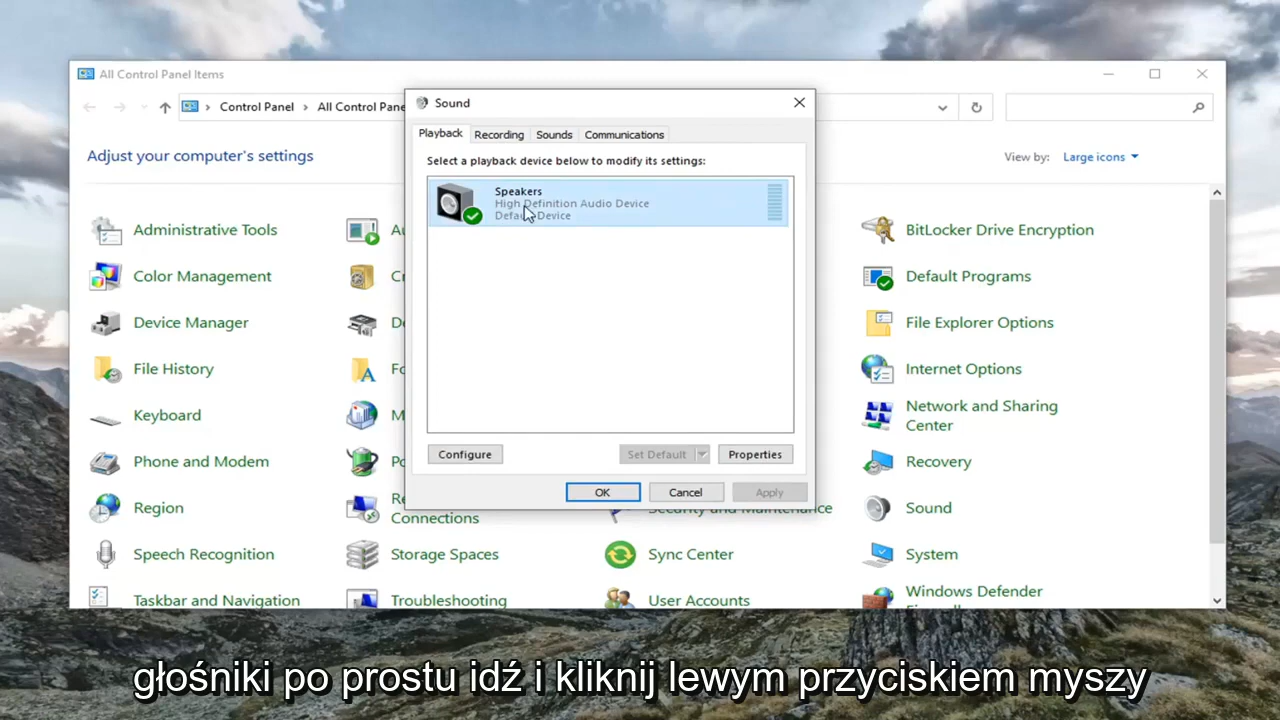 All Control Panel Items
Control Panel
All Control Pane
Adjust your computer's settings
View by:
Large icons
Administrative Tools
Color Management
Device Manager
File History
Keyboard
Phone and Modem
Region
Speech Recognition
Taskbar and Navigation
Connections
Storage Spaces
Troubleshooting
Security and Maintenance
Sync Center
User Accounts
BitLocker Drive Encryption
Default Programs
File Explorer Options
Internet Options
Network and Sharing
Center
Recovery
Sound
System
Windows Defender
Sound
Playback
Recording
Sounds
Communications
Select a playback device below to modify its settings:
Speakers
High Definition Audio Device
Default Device
Configure
Set Default
Properties
OK
Cancel
Apply
głośniki po prostu idź i kliknij lewym przyciskiem myszy